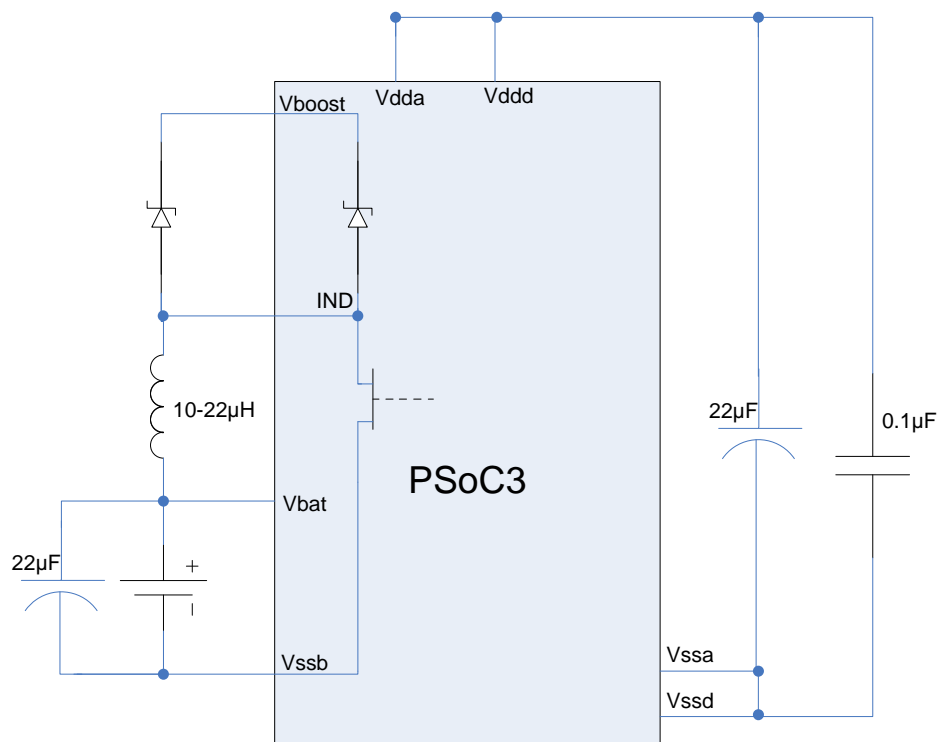 Vdda
Vddd
Vboost
IND
10-22µH
22µF
0.1µF
PSoC3
Vbat
22µF
+
Vssb
Vssa
Vssd